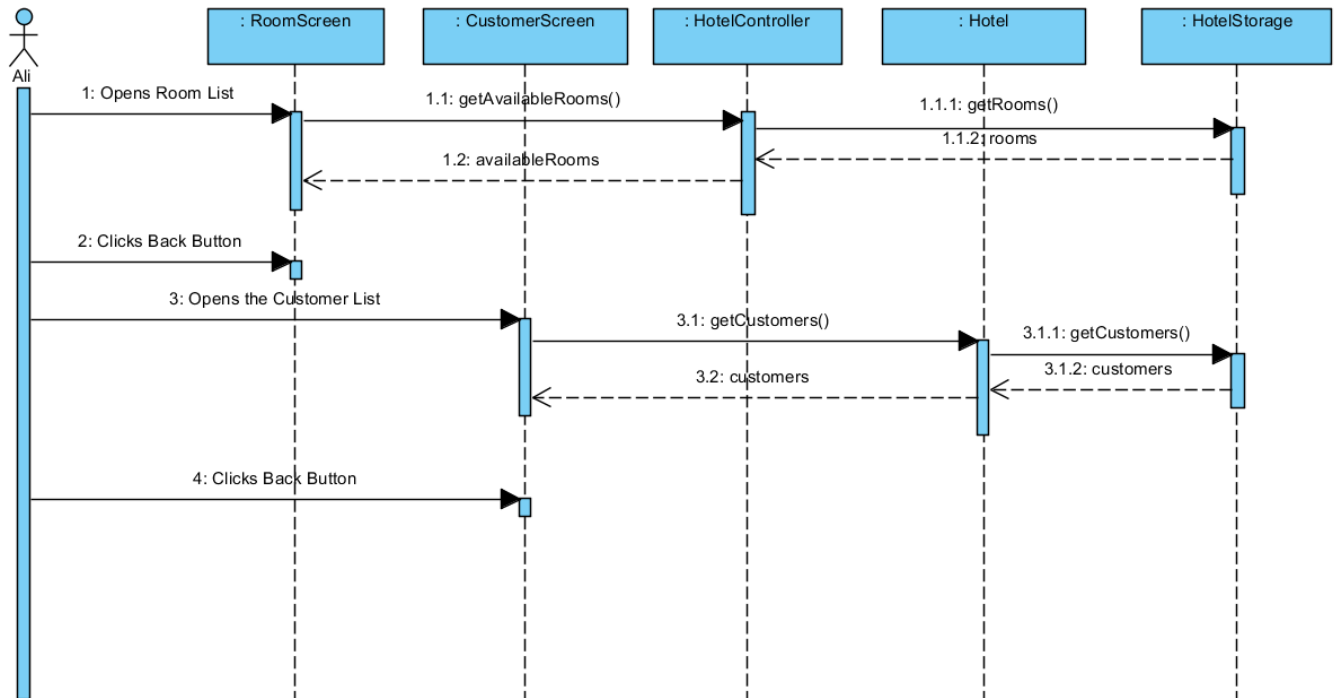 : RoomScreen
: CustomerScreen
: HotelController
: Hotel
: HotelStorage
Ali
1: Opens Room List
1.1: getAvailableRooms()
1.1.1: getRooms()
1.1.2: rooms
1.2: availableRooms
2: Clicks Back Button
3: Opens the Customer List
3.1: getCustomers()
3.1.1: getCustomers()
3.1.2: customers
3.2: customers
4: Clicks Back Button